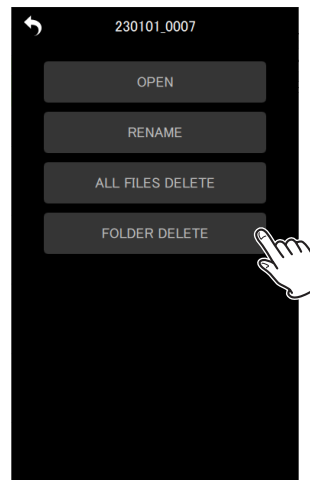 230101_0007
OPEN
RENAME
ALL FILES DELETE
FOLDER DELETE